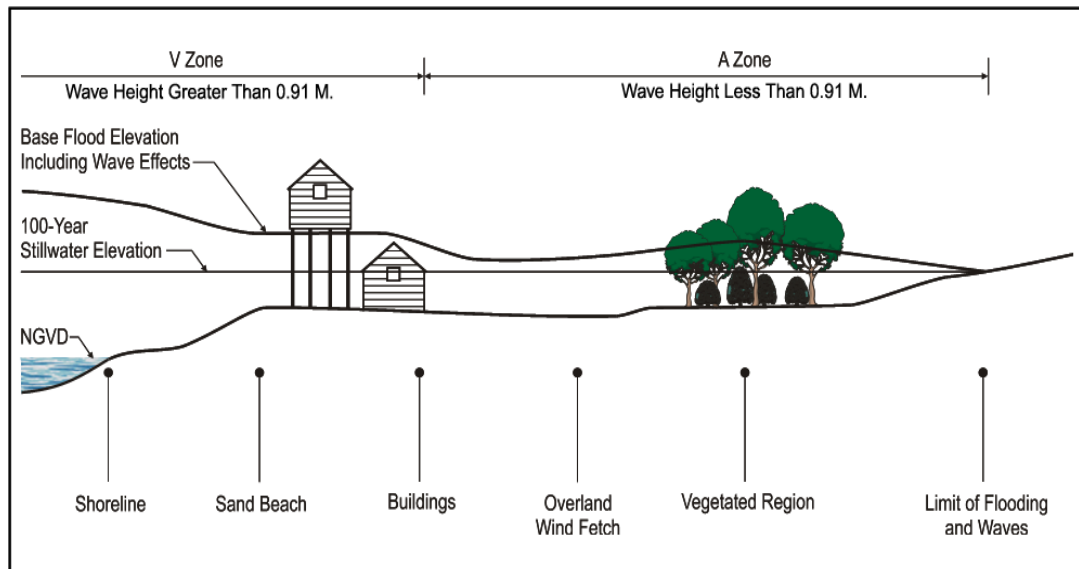 V Zone
A Zone
Wave Height Greater Than 0.91 M.
Wave Height Less Than 0.91 M.
Base Flood Elevation
Including Wave Effects
100-Year
Stillwater Elevation
NGVD
Shoreline
Sand Beach
Buildings
Overland
Wind Fetch
Vegetated Region
Limit of Flooding
and Waves